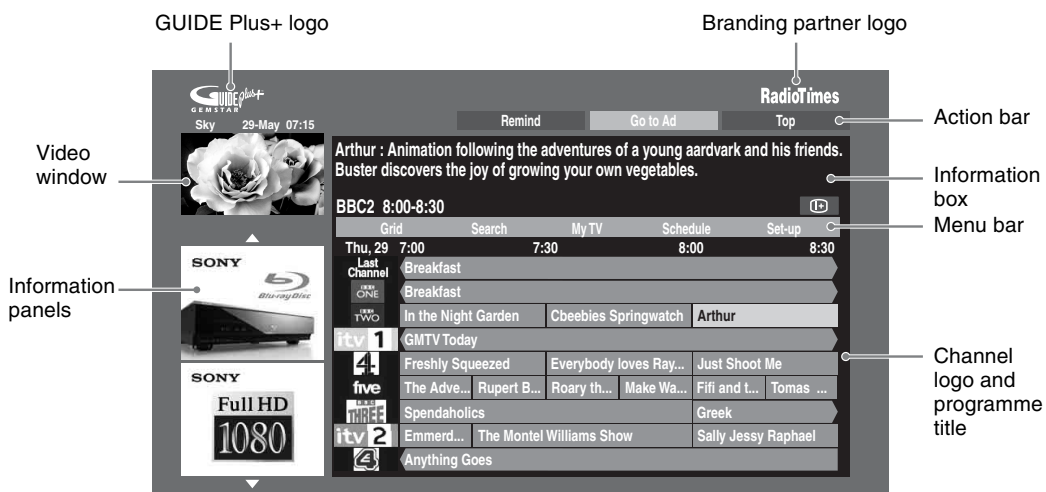 GUIDE Plus+ logo
Branding partner logo
GUIDE plus+
GEMSTAR
RadioTimes
Sky 29-May 07:15
Remind Go to Ad Top
Action bar
Video
window
Arthur : Animation following the adventures of a young aardvark and his friends.
Buster discovers the joy of growing your own vegetables.
Information
box
BBC2 8:00-8:30
Grid Search My TV Schedule Set-up
Menu bar
Thu, 29 7:00 7:30 8:00 8:30
Last
Channel
Breakfast
BBC
ONE
Breakfast
BBC
TWO
In the Night Garden Cbeebies Springwatch Arthur
itv 1 GMTV Today
4 Freshly Squeezed Everybody loves Ray... Just Shoot Me
five The Adve... Rupert B... Roary th... Make Wa... Fifi and t... Tomas ...
BBC
THREE
Spendaholics Greek
itv 2 Emmerd... The Montel Williams Show Sally Jessy Raphael
4 Anything Goes
Information
panels
SONY
Blu-ray Disc
SONY
Full HD
1080
Channel
logo and
programme
title